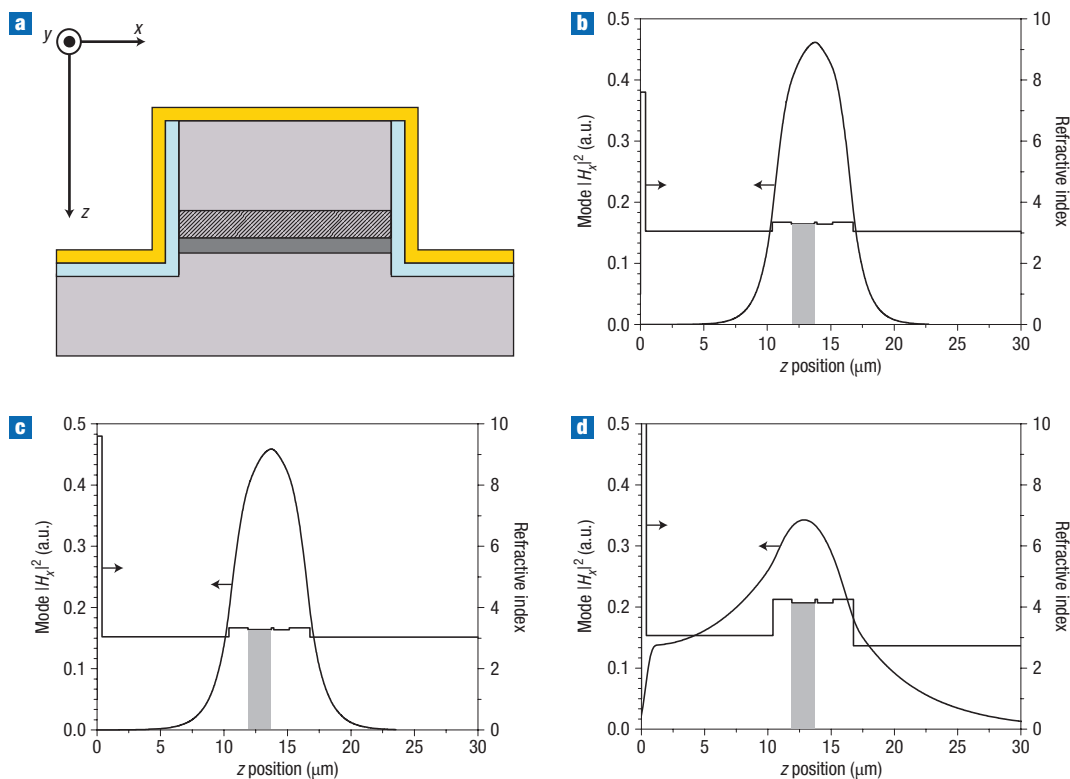 a
y
x
z
b
0.5
0.4
0.3
0.2
0.1
0.0
Mode |Hₓ|² (a.u.)
10
8
6
4
2
0
Refractive index
0 5 10 15 20 25 30
z position (μm)
c
0.5
0.4
0.3
0.2
0.1
0.0
Mode |Hₓ|² (a.u.)
10
8
6
4
2
0
Refractive index
0 5 10 15 20 25 30
z position (μm)
d
0.5
0.4
0.3
0.2
0.1
0.0
Mode |Hₓ|² (a.u.)
10
8
6
4
2
0
Refractive index
0 5 10 15 20 25 30
z position (μm)